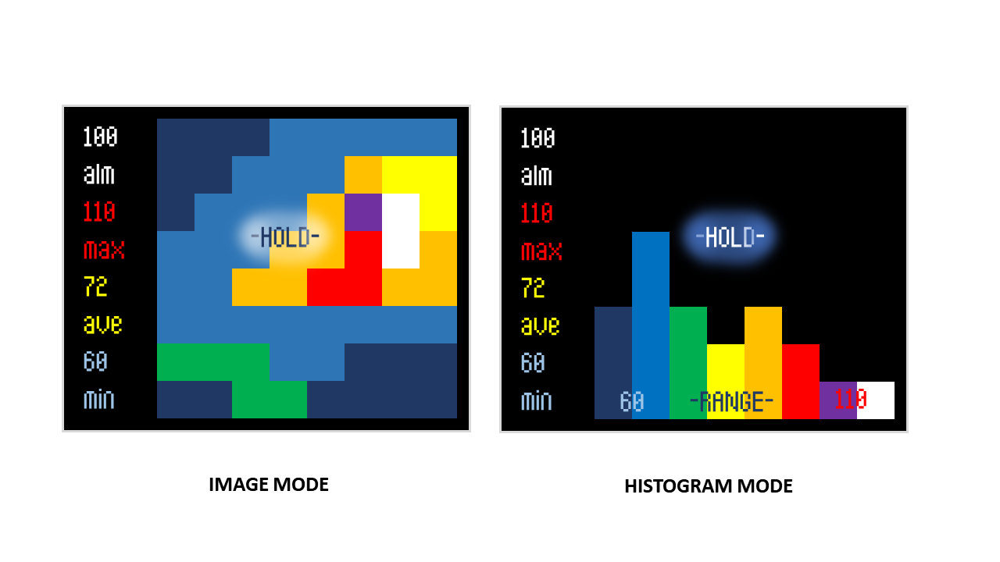 100
alm
110
max
72
ave
60
min
-HOLD-
IMAGE MODE
100
alm
110
max
72
ave
60
min
-HOLD-
60 -RANGE- 110
HISTOGRAM MODE